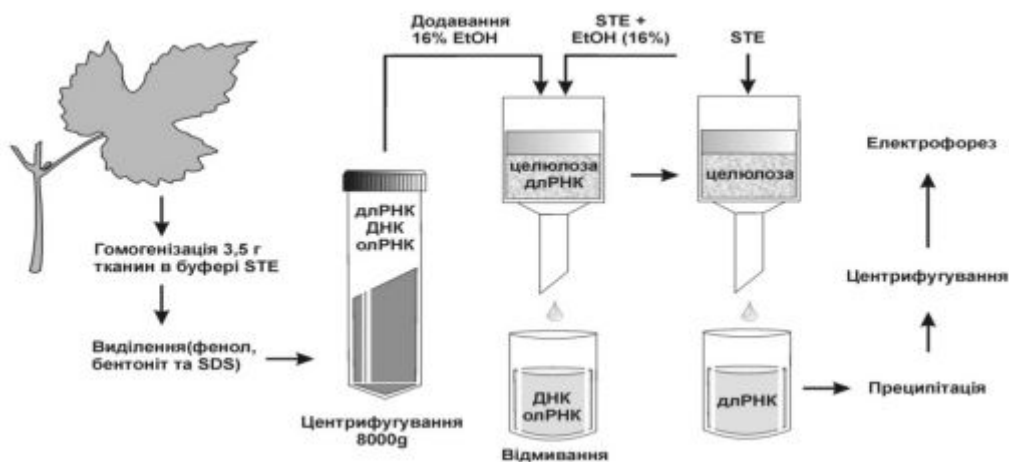 Додавання
16% EtOH
STE +
EtOH (16%)
STE
целюлоза
длРНК
целюлоза
Електрофорез
длРНК
ДНК
олРНК
Гомогенізація 3,5 г
тканин в буфері STE
Центрифугування
Виділення(фенол,
бентоніт та SDS)
ДНК
олРНК
длРНК
Преципітація
Центрифугування
8000g
Відмивання